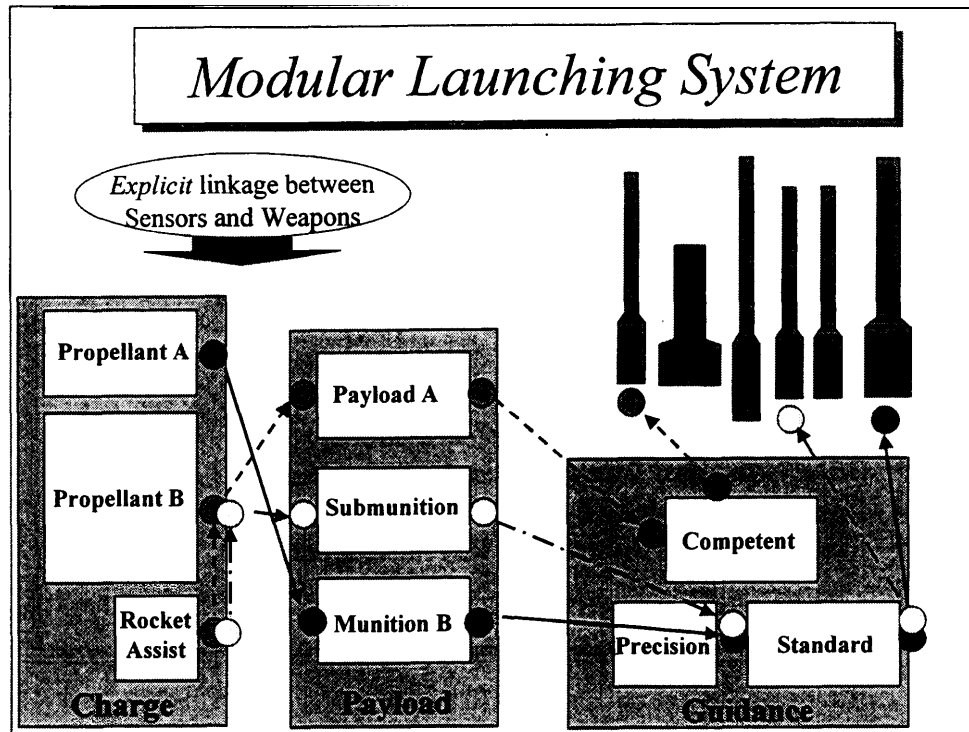 Modular Launching System
Explicit linkage between
Sensors and Weapons
Propellant A
Propellant B
Rocket
Assist
Charge
Payload A
Submunition
Munition B
Payload
Competent
Precision
Standard
Guidance